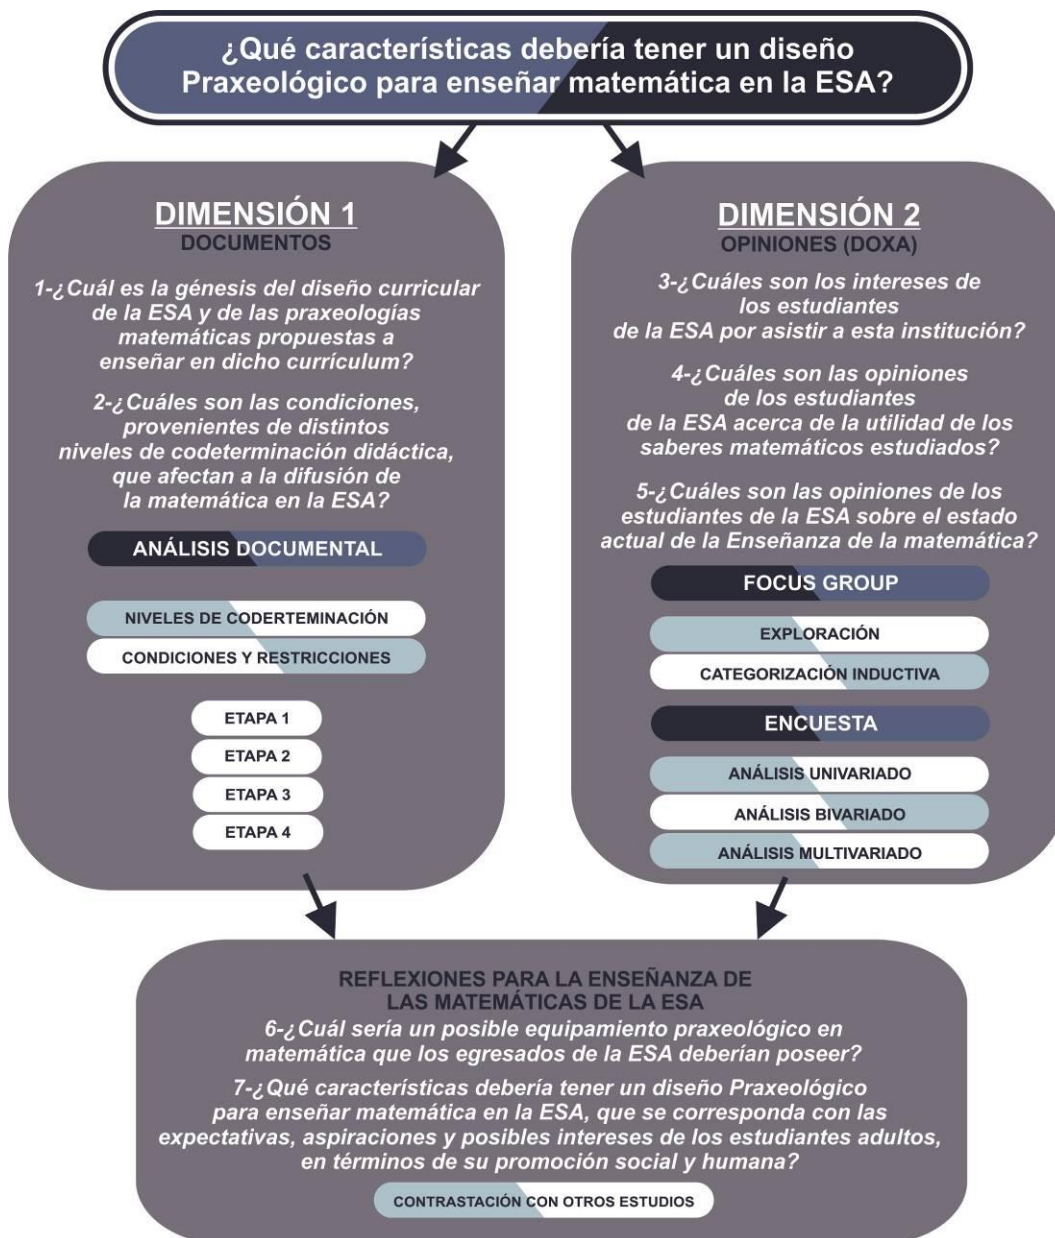 ¿Qué características debería tener un diseño
Praxeológico para enseñar matemática en la ESA?
DIMENSIÓN 1
DOCUMENTOS
1-¿Cuál es la génesis del diseño curricular
de la ESA y de las praxeologías
matemáticas propuestas a
enseñar en dicho currículum?
2-¿Cuáles son las condiciones,
provenientes de distintos
niveles de codeterminación didáctica,
que afectan a la difusión de
la matemática en la ESA?
ANÁLISIS DOCUMENTAL
NIVELES DE CODERTEMINACIÓN
CONDICIONES Y RESTRICCIONES
ETAPA 1
ETAPA 2
ETAPA 3
ETAPA 4
DIMENSIÓN 2
OPINIONES (DOXA)
3-¿Cuáles son los intereses de
los estudiantes
de la ESA por asistir a esta institución?
4-¿Cuáles son las opiniones
de los estudiantes
de la ESA acerca de la utilidad de los
saberes matemáticos estudiados?
5-¿Cuáles son las opiniones de los
estudiantes de la ESA sobre el estado
actual de la Enseñanza de la matemática?
FOCUS GROUP
EXPLORACIÓN
CATEGORIZACIÓN INDUCTIVA
ENCUESTA
ANÁLISIS UNIVARIADO
ANÁLISIS BIVARIADO
ANÁLISIS MULTIVARIADO
REFLEXIONES PARA LA ENSEÑANZA DE
LAS MATEMÁTICAS DE LA ESA
6-¿Cuál sería un posible equipamiento praxeológico en
matemática que los egresados de la ESA deberían poseer?
7-¿Qué características debería tener un diseño Praxeológico
para enseñar matemática en la ESA, que se corresponda con las
expectativas, aspiraciones y posibles intereses de los estudiantes adultos,
en términos de su promoción social y humana?
CONTRASTACIÓN CON OTROS ESTUDIOS